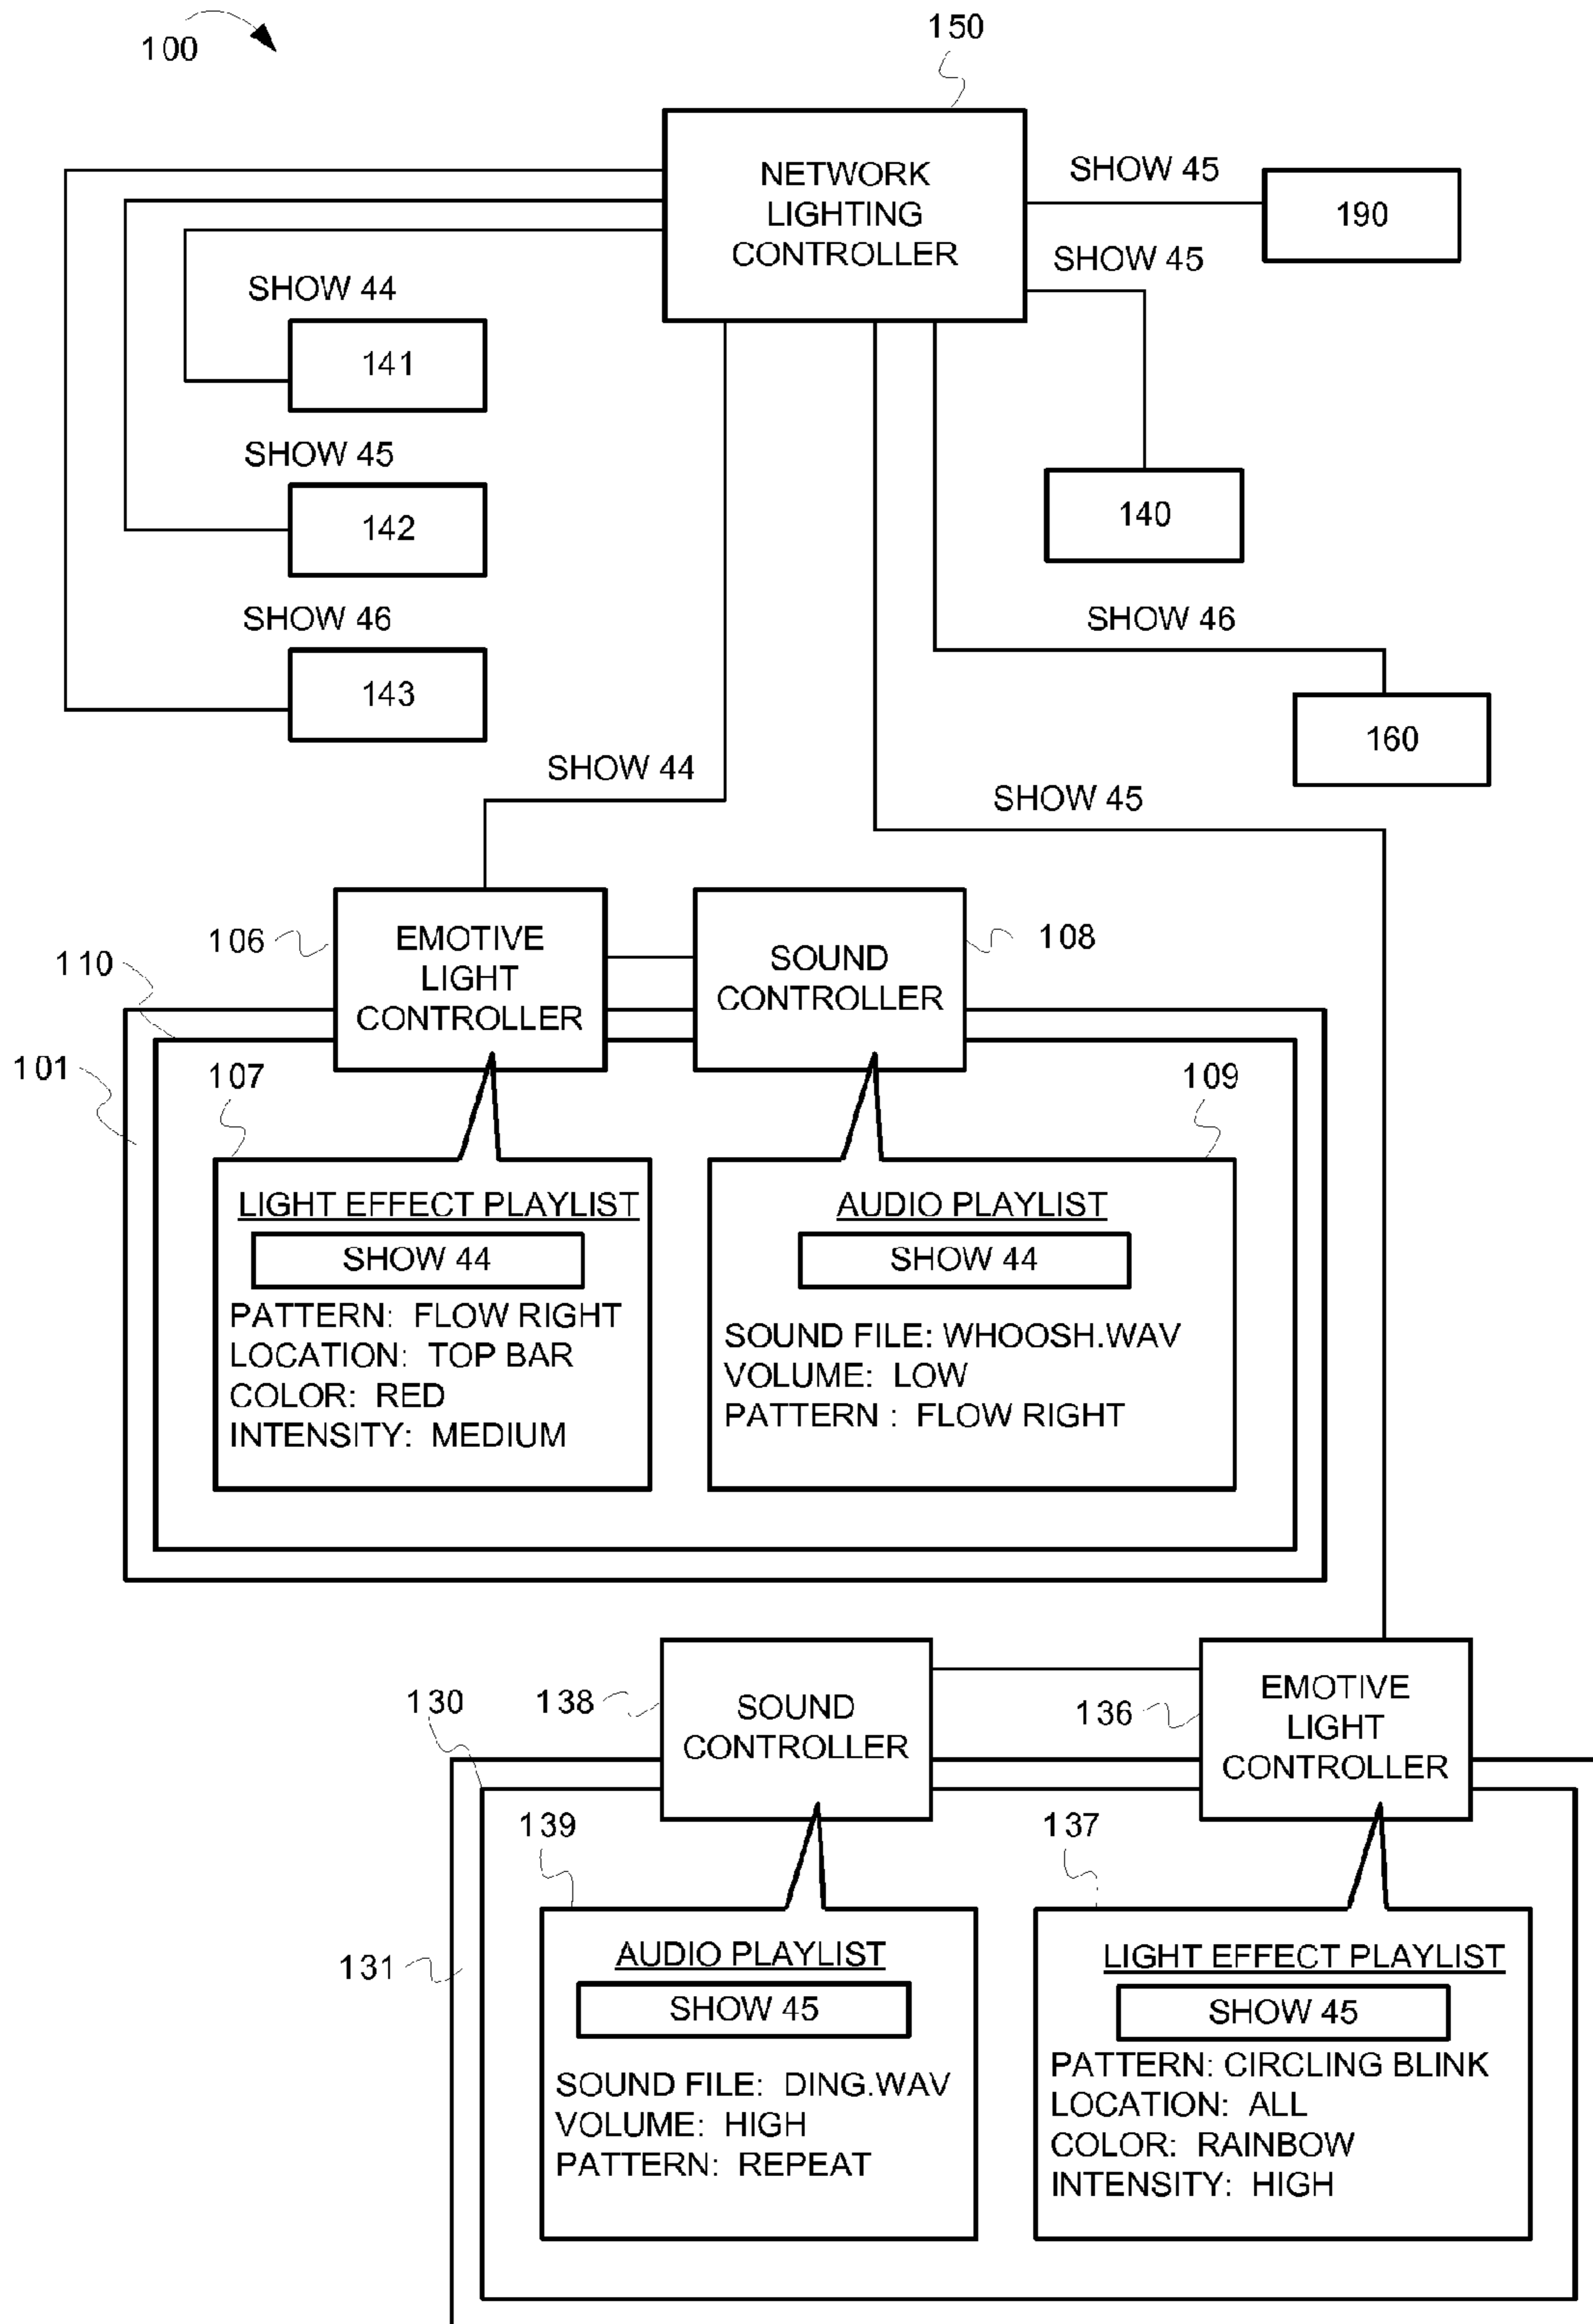 100
150
NETWORK
LIGHTING
CONTROLLER
SHOW 45
190
SHOW 45
SHOW 44
141
SHOW 45
142
140
SHOW 46
143
SHOW 46
160
SHOW 44
SHOW 45
106
EMOTIVE
LIGHT
CONTROLLER
SOUND
CONTROLLER
108
110
101
107
109
LIGHT EFFECT PLAYLIST
SHOW 44
PATTERN: FLOW RIGHT
LOCATION: TOP BAR
COLOR: RED
INTENSITY: MEDIUM
AUDIO PLAYLIST
SHOW 44
SOUND FILE: WHOOSH.WAV
VOLUME: LOW
PATTERN : FLOW RIGHT
130
138
SOUND
CONTROLLER
136
EMOTIVE
LIGHT
CONTROLLER
139
137
131
AUDIO PLAYLIST
SHOW 45
SOUND FILE: DING.WAV
VOLUME: HIGH
PATTERN: REPEAT
LIGHT EFFECT PLAYLIST
SHOW 45
PATTERN: CIRCLING BLINK
LOCATION: ALL
COLOR: RAINBOW
INTENSITY: HIGH